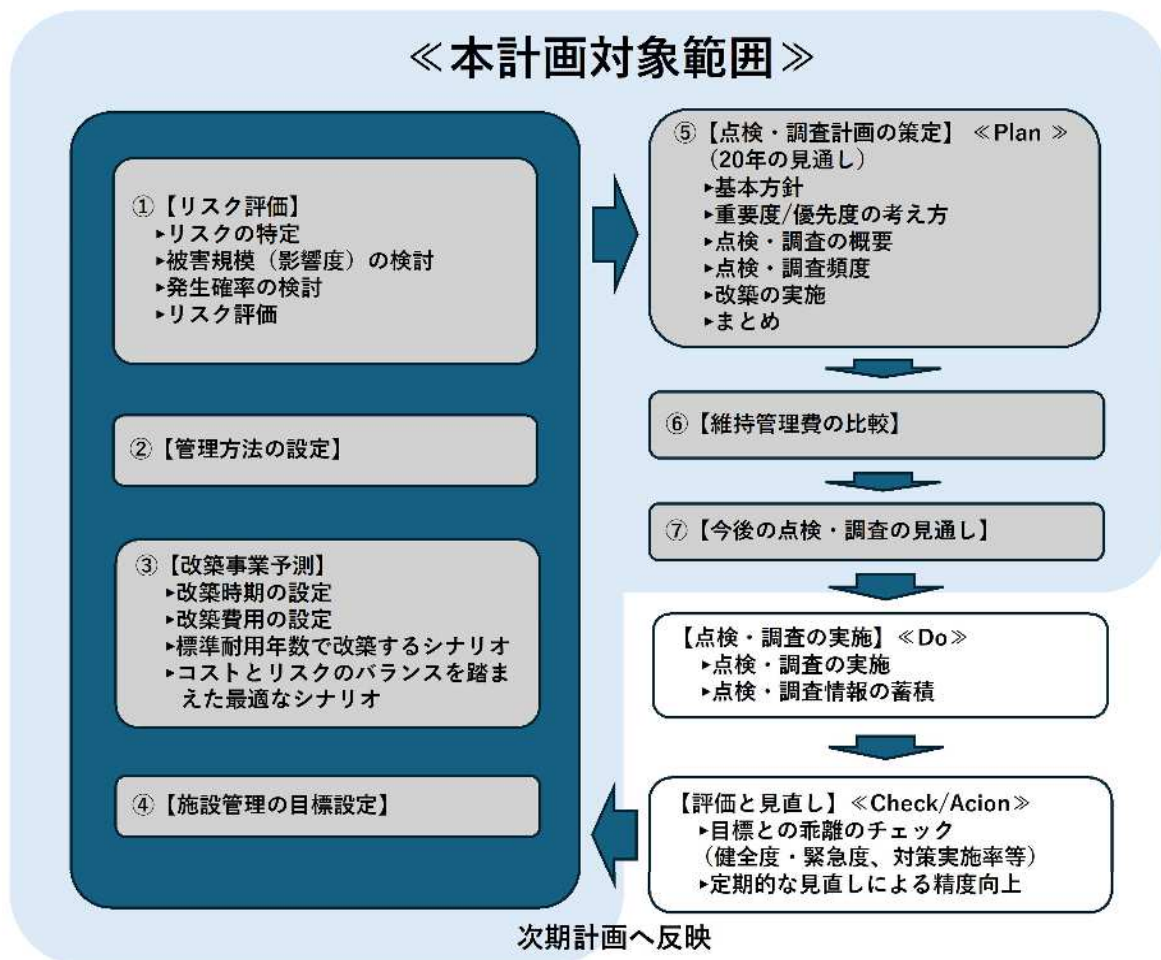 ≪本計画対象範囲≫
①【リスク評価】
▸リスクの特定
▸被害規模（影響度）の検討
▸発生確率の検討
▸リスク評価
②【管理方法の設定】
③【改築事業予測】
▸改築時期の設定
▸改築費用の設定
▸標準耐用年数で改築するシナリオ
▸コストとリスクのバランスを踏ま
えた最適なシナリオ
④【施設管理の目標設定】
⑤【点検・調査計画の策定】 ≪Plan ≫
（20年の見通し）
▸基本方針
▸重要度/優先度の考え方
▸点検・調査の概要
▸点検・調査頻度
▸改築の実施
▸まとめ
⑥【維持管理費の比較】
⑦【今後の点検・調査の見通し】
【点検・調査の実施】≪Do≫
▸点検・調査の実施
▸点検・調査情報の蓄積
【評価と見直し】≪Check/Acion≫
▸目標との乖離のチェック
（健全度・緊急度、対策実施率等）
▸定期的な見直しによる精度向上
次期計画へ反映